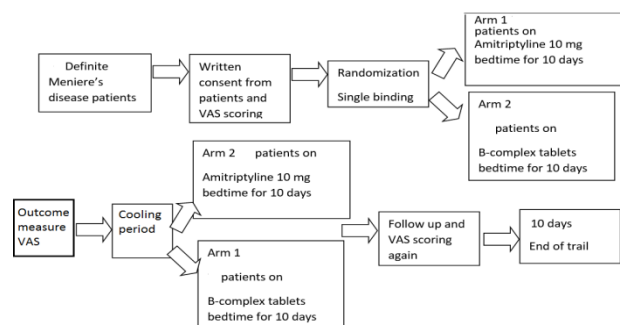 Definite
Meniere's
disease patients
Written
consent from
patients and
VAS scoring
Randomization
Single binding
Arm 1
patients on
Amitriptyline 10 mg
bedtime for 10 days
Arm 2
patients on
B-complex tablets
bedtime for 10 days
Outcome
measure
VAS
Cooling
period
Arm 2 patients on
Amitriptyline 10 mg
bedtime for 10 days
Arm 1
patients on
B-complex tablets
bedtime for 10 days
Follow up and
VAS scoring
again
10 days
End of trail